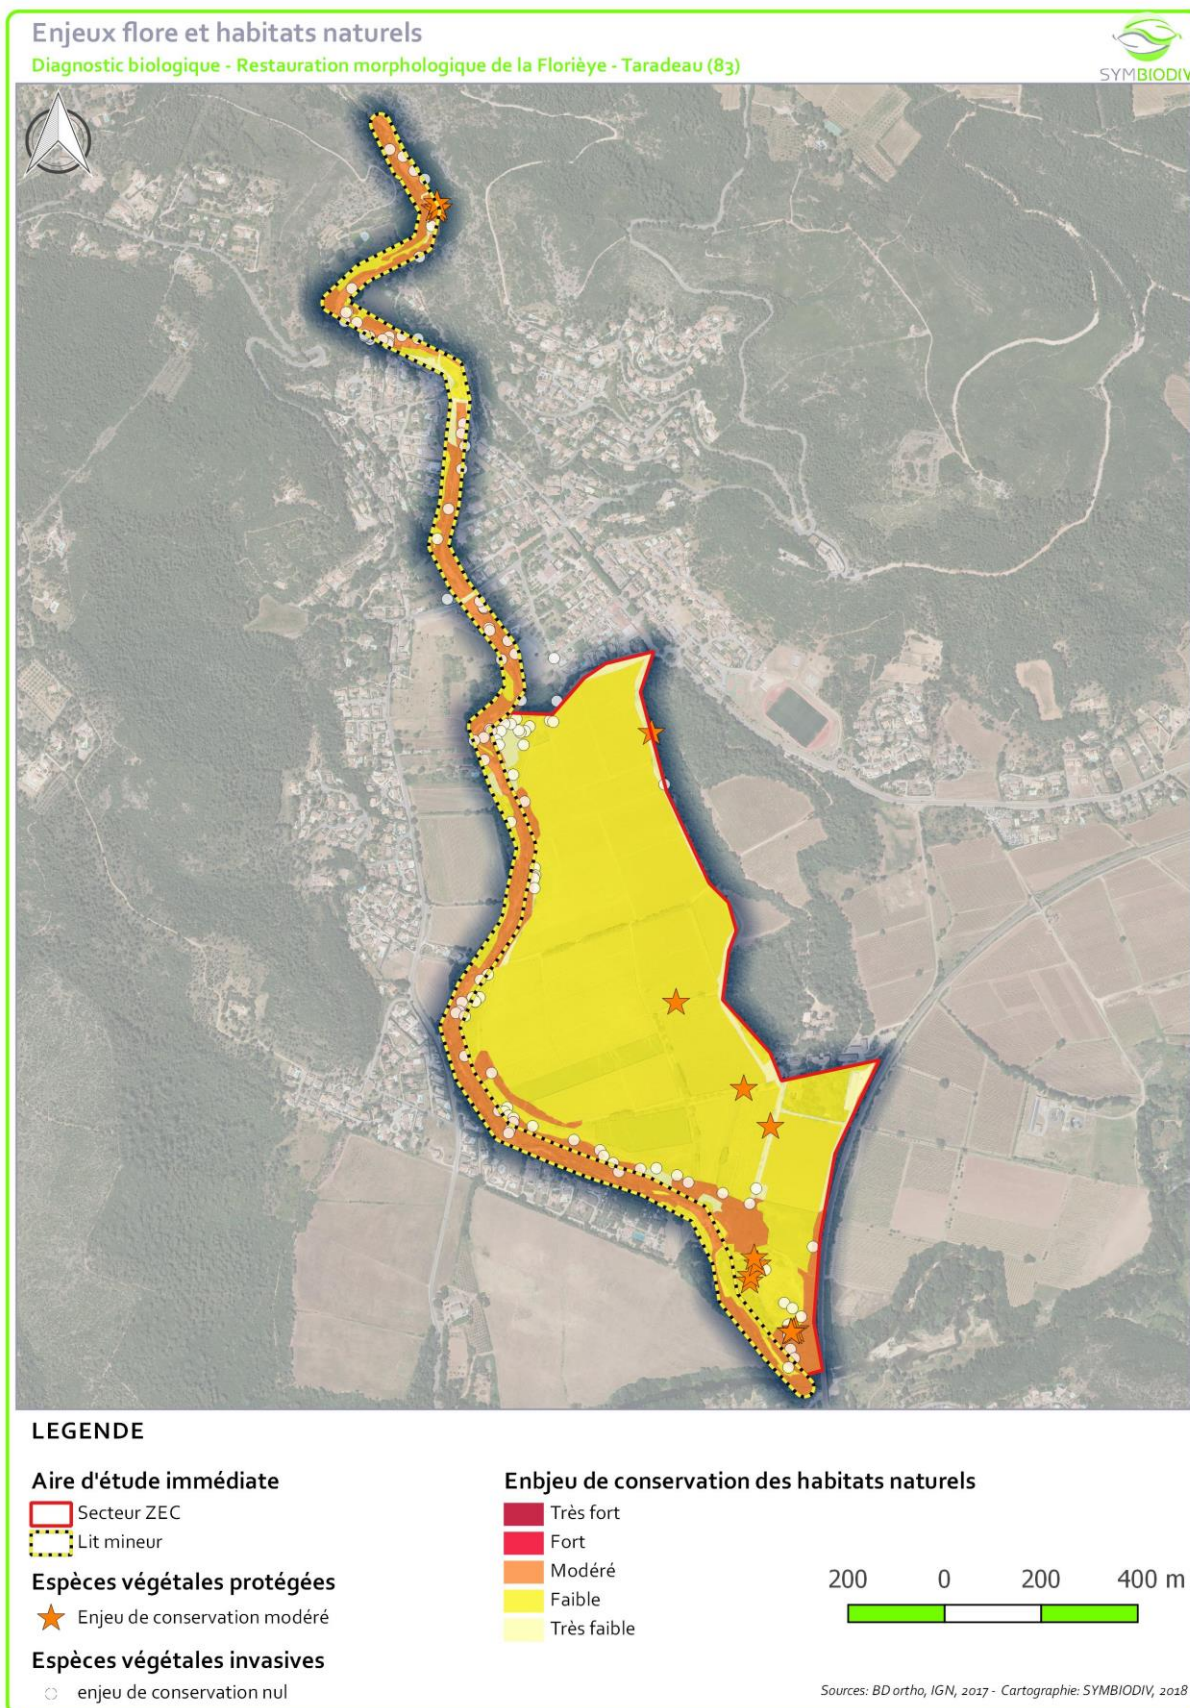 Enjeux flore et habitats naturels
Diagnostic biologique - Restauration morphologique de la Florièye - Taradeau (83)
SYMBIODIV
LEGENDE
Aire d'étude immédiate
Secteur ZEC
Lit mineur
Espèces végétales protégées
Enjeu de conservation modéré
Espèces végétales invasives
enjeu de conservation nul
Enbjeu de conservation des habitats naturels
Très fort
Fort
Modéré
Faible
Très faible
200 0 200 400 m
Sources: BD ortho, IGN, 2017 - Cartographie: SYMBIODIV, 2018